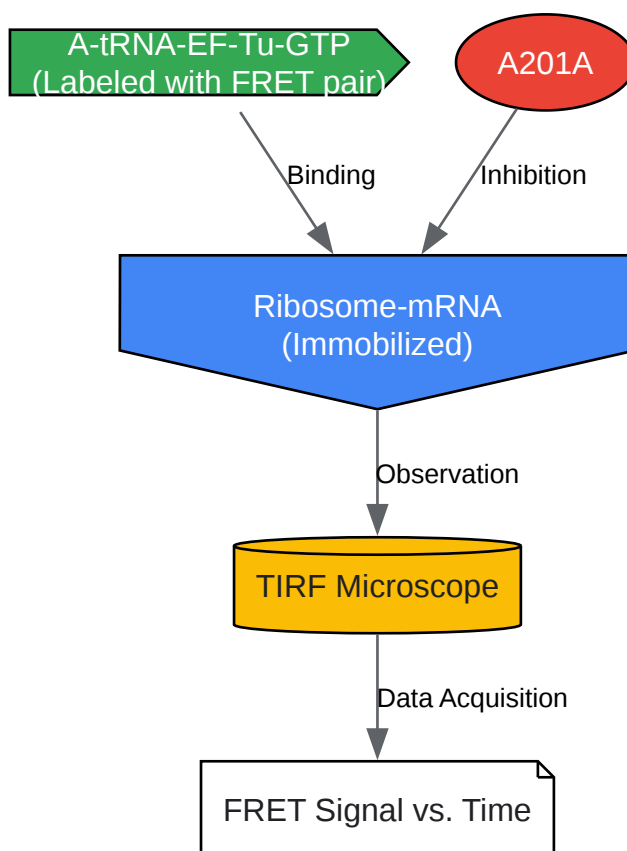 A-tRNA-EF-Tu-GTP
(Labeled with FRET pair)
A201A
Binding
Inhibition
Ribosome-mRNA
(Immobilized)
Observation
TIRF Microscope
Data Acquisition
FRET Signal vs. Time